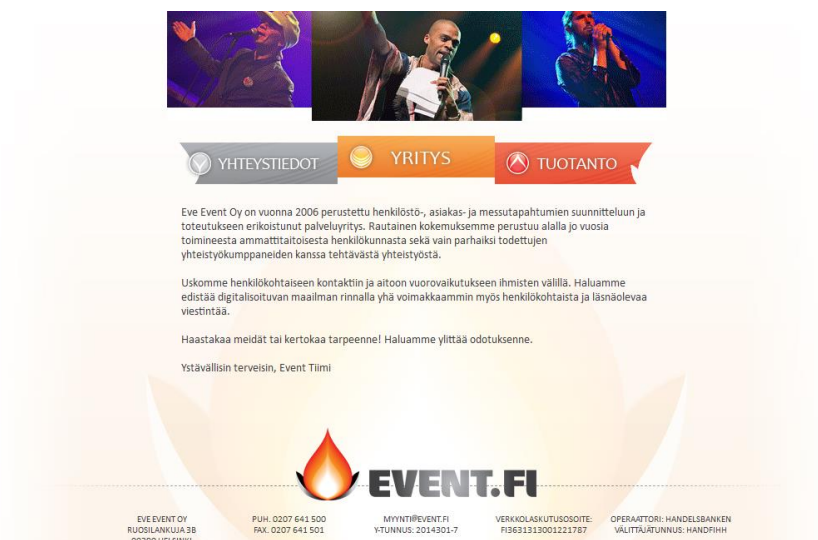 YHTEYSTIEDOT
YRITYS
TUOTANTO
Eve Event Oy on vuonna 2006 perustettu henkilöstö-, asiakas- ja messutapahtumien suunnitteluun ja
toteutukseen erikoistunut palveluyritys. Rautainen kokemuksemme perustuu alalla jo vuosia
toimineesta ammattitaitoisesta henkilökunnasta sekä vain parhaiksi todettujen
yhteistyökumppaneiden kanssa tehtävästä yhteistyöstä.
Uskomme henkilökohtaiseen kontaktiin ja aitoon vuorovaikutukseen ihmisten välillä. Haluamme
edistää digitalisoituvan maailman rinnalla yhä voimakkaammin myös henkilökohtaista ja läsnäolevaa
viestintää.
Haastakaa meidät tai kertokaa tarpeenne! Haluamme ylittää odotuksenne.
Ystävällisin terveisin, Event Tiimi
EVENT.FI
EVE EVENT OY
RUOSILANKUJA 3B
PUH. 0207 641 500
FAX. 0207 641 501
MYYNTI@EVENT.FI
Y-TUNNUS: 2014301-7
VERKKOLASKUTUSOSOITE:
FI3631313001221787
OPERAATTORI: HANDELSBANKEN
VÄLITTÄJÄTUNNUS: HANDFIHH